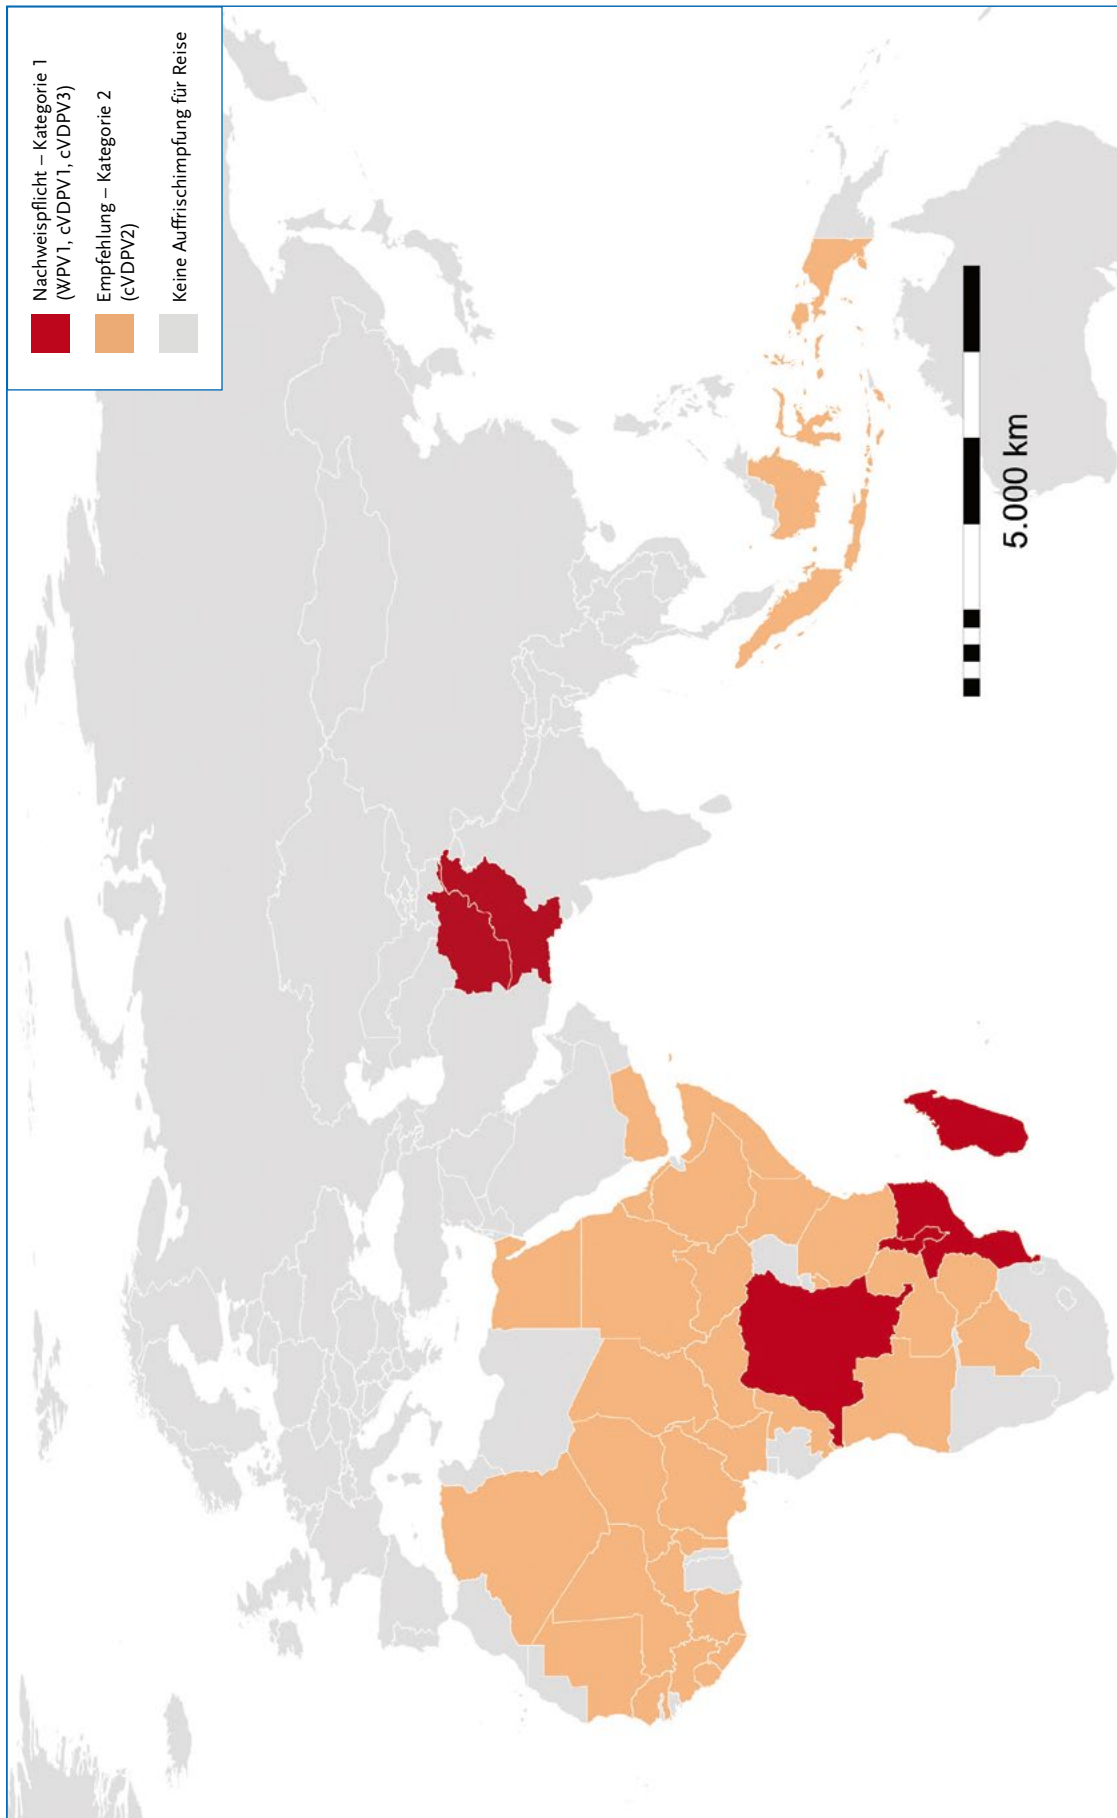 Nachweispflicht – Kategorie 1
(WPV1, cVDPV1, cVDPV3)
Empfehlung – Kategorie 2
(cVDPV2)
Keine Auffrischimpfung für Reise
5.000 km